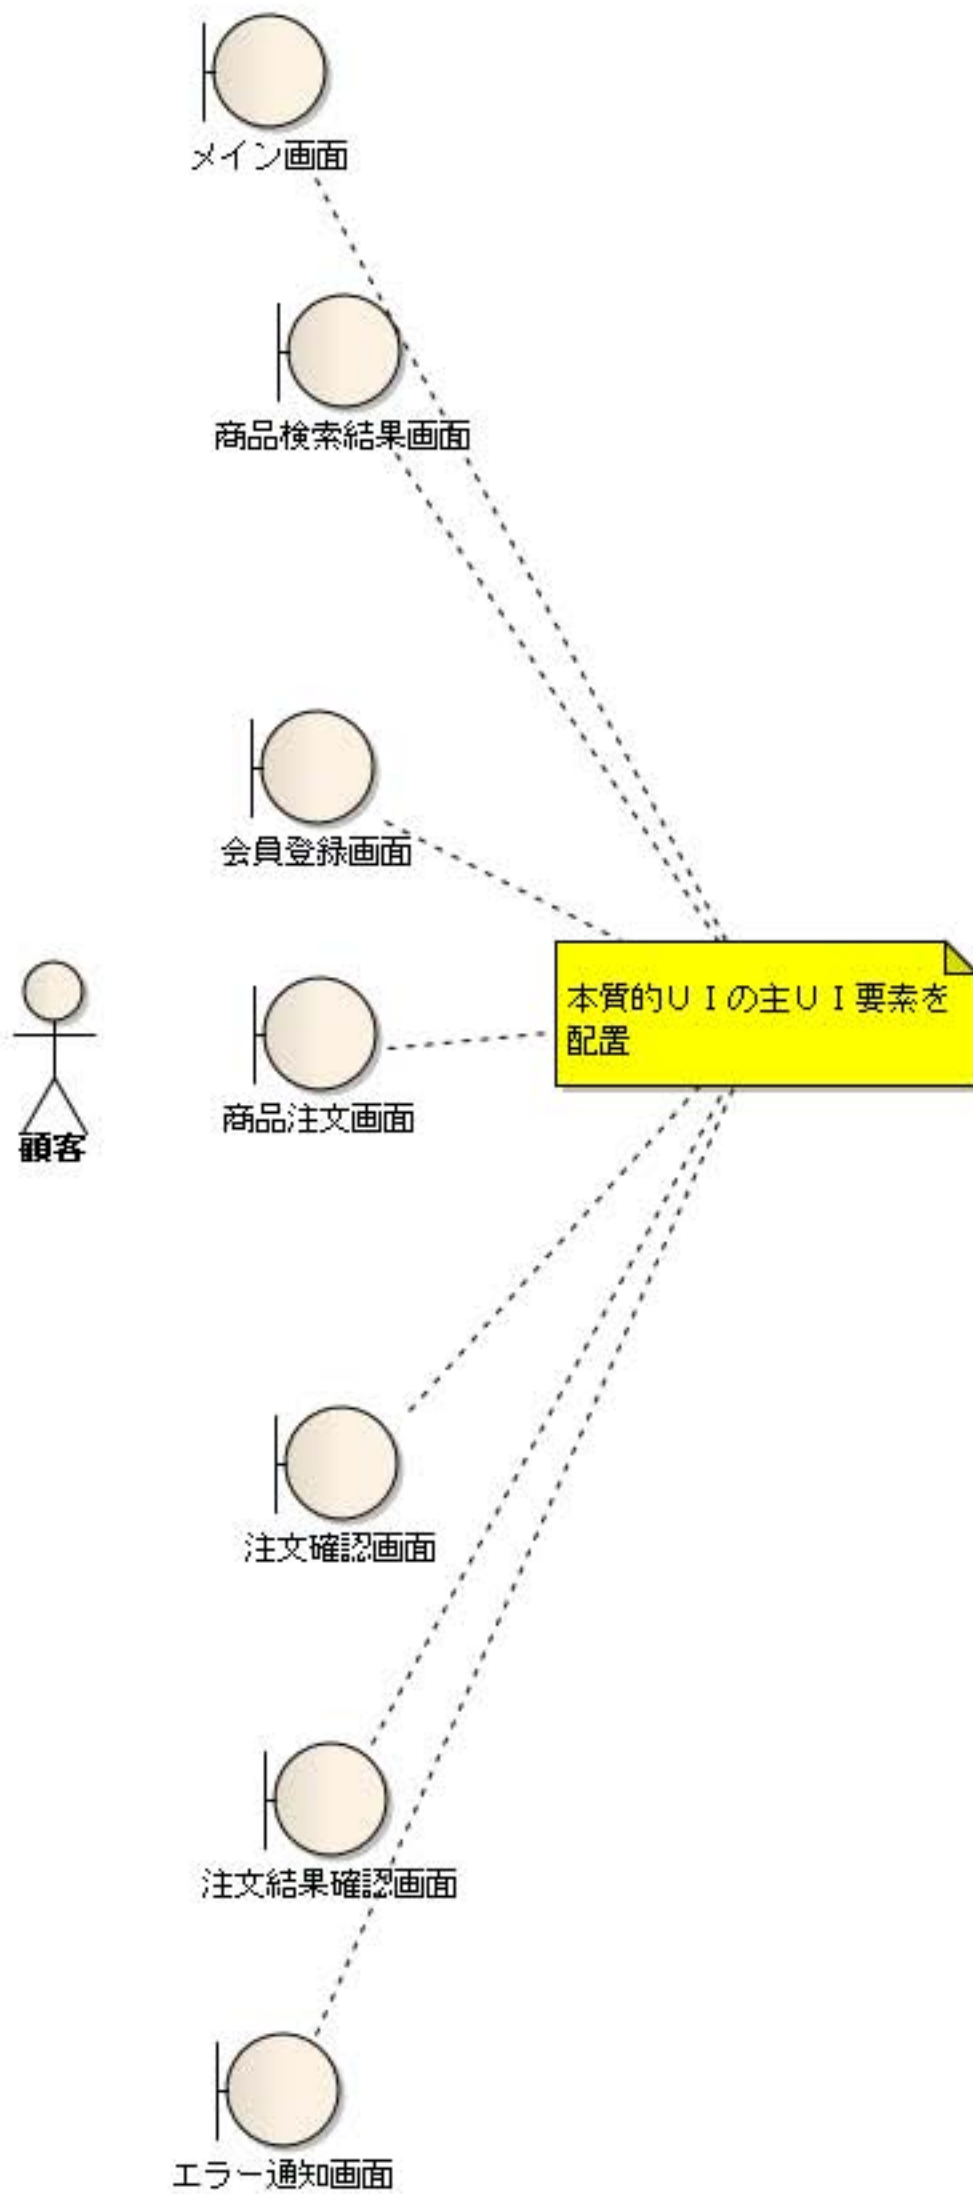 メイン画面
商品検索結果画面
会員登録画面
本質的ＵＩの主ＵＩ要素を
配置
商品注文画面
顧客
注文確認画面
注文結果確認画面
エラー通知画面